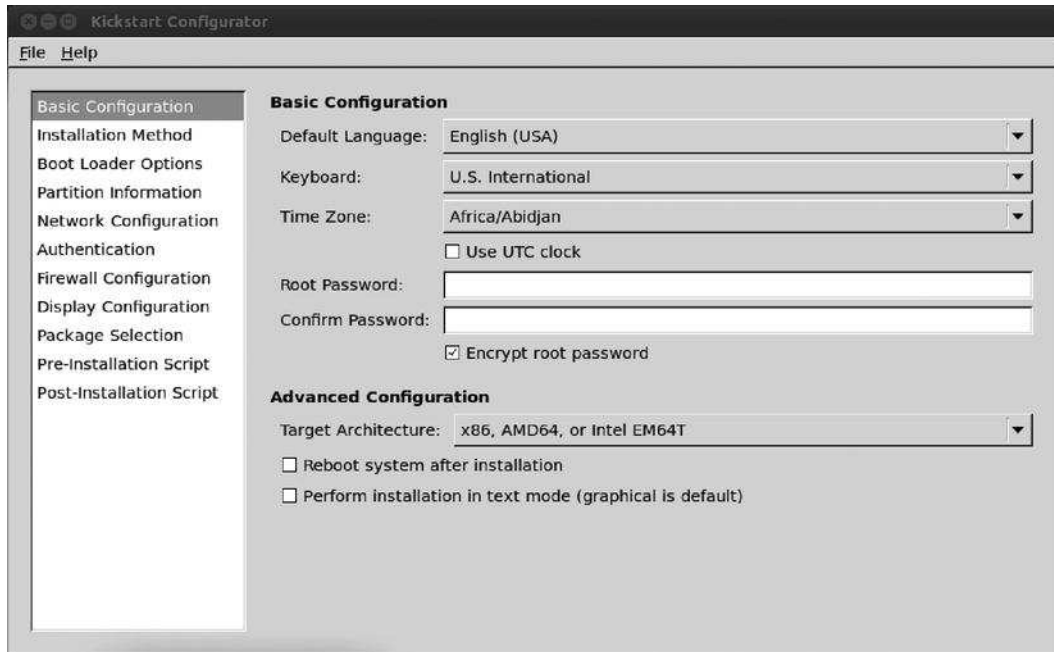 Kickstart Configurator
File Help
Basic Configuration
Installation Method
Boot Loader Options
Partition Information
Network Configuration
Authentication
Firewall Configuration
Display Configuration
Package Selection
Pre-Installation Script
Post-Installation Script
Basic Configuration
Default Language: English (USA)
Keyboard: U.S. International
Time Zone: Africa/Abidjan
Use UTC clock
Root Password:
Confirm Password:
Encrypt root password
Advanced Configuration
Target Architecture: x86, AMD64, or Intel EM64T
Reboot system after installation
Perform installation in text mode (graphical is default)